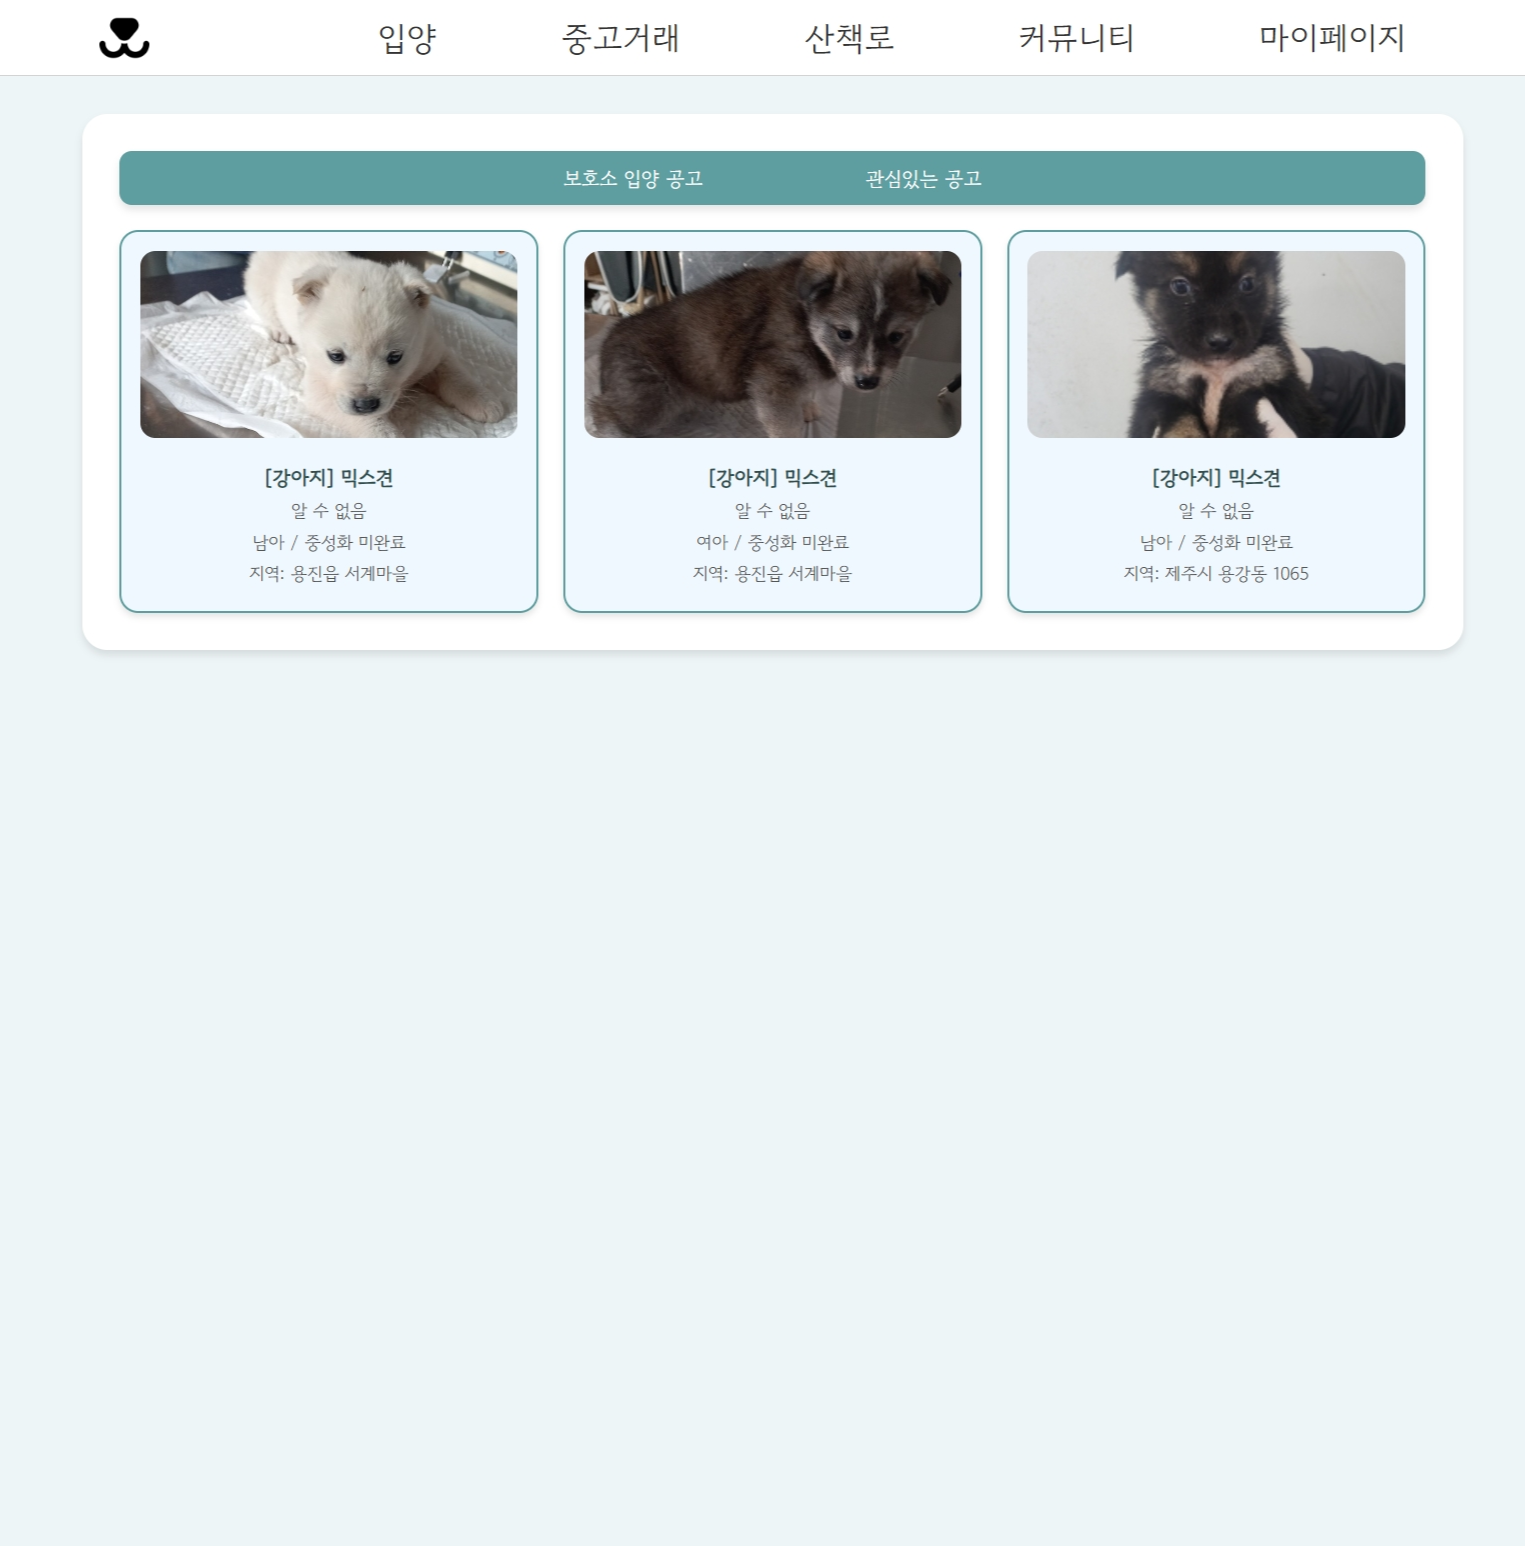 입양 중고거래 산책로 커뮤니티 마이페이지
보호소 입양 공고 관심있는 공고
[강아지] 믹스견
알 수 없음
남아 / 중성화 미완료
지역: 용진읍 서계마을
[강아지] 믹스견
알 수 없음
여아 / 중성화 미완료
지역: 용진읍 서계마을
[강아지] 믹스견
알 수 없음
남아 / 중성화 미완료
지역: 제주시 용강동 1065